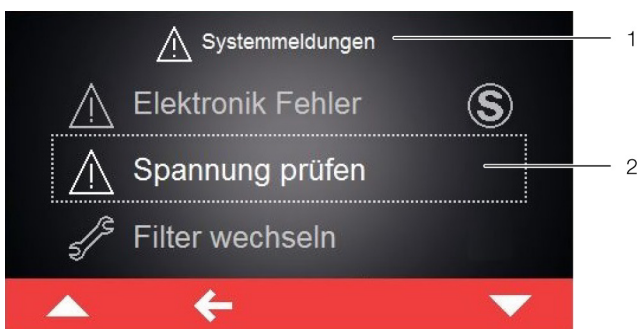 Systemmeldungen
1
Elektronik Fehler
S
Spannung prüfen
2
Filter wechseln